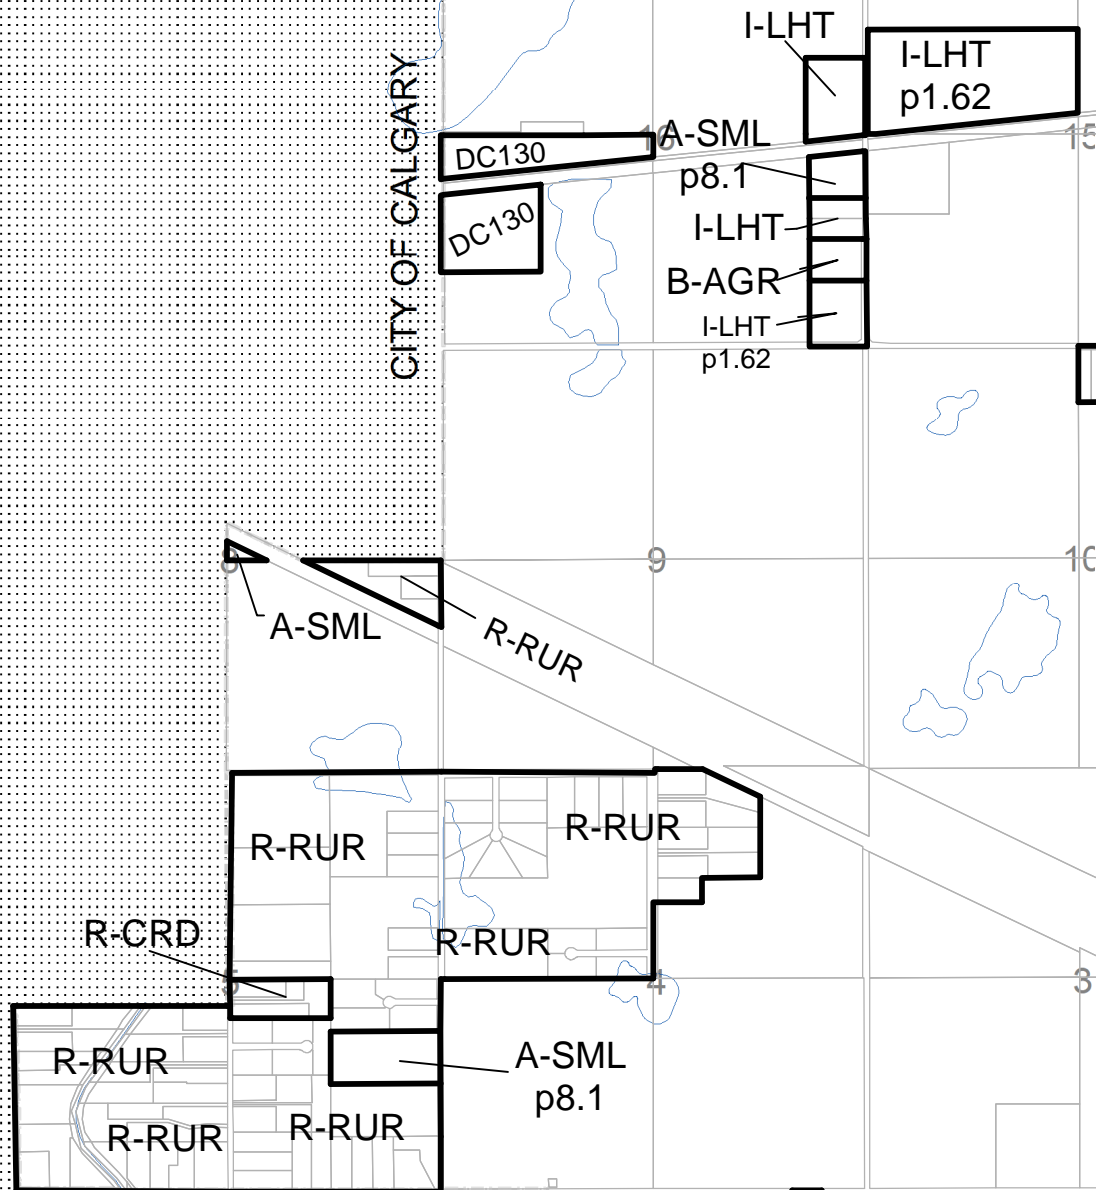 I-LHT
I-LHT
p1.62
CITY OF CALGARY
16
A-SML
p8.1
15
DC130
DC130
I-LHT
B-AGR
I-LHT
p1.62
8
9
10
A-SML
R-RUR
R-RUR
R-RUR
R-CRD
R-RUR
5
4
3
R-RUR
A-SML
p8.1
R-RUR
R-RUR